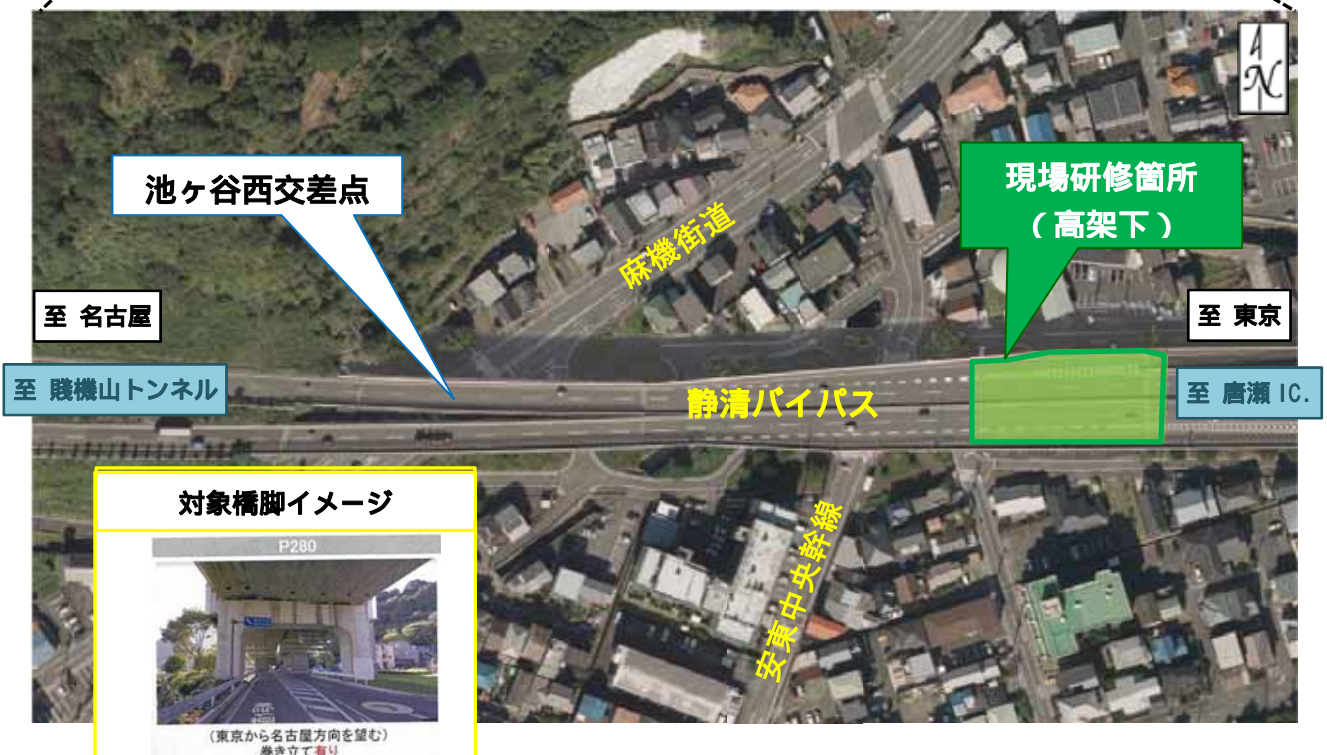 N
池ヶ谷西交差点
現場研修箇所
(高架下)
麻機街道
至 名古屋
至 東京
至 賤機山トンネル
静清バイパス
至 唐瀬 IC.
対象橋脚イメージ
P280
安東中央幹線
(東京から名古屋方向を望む)
巻き立て有り